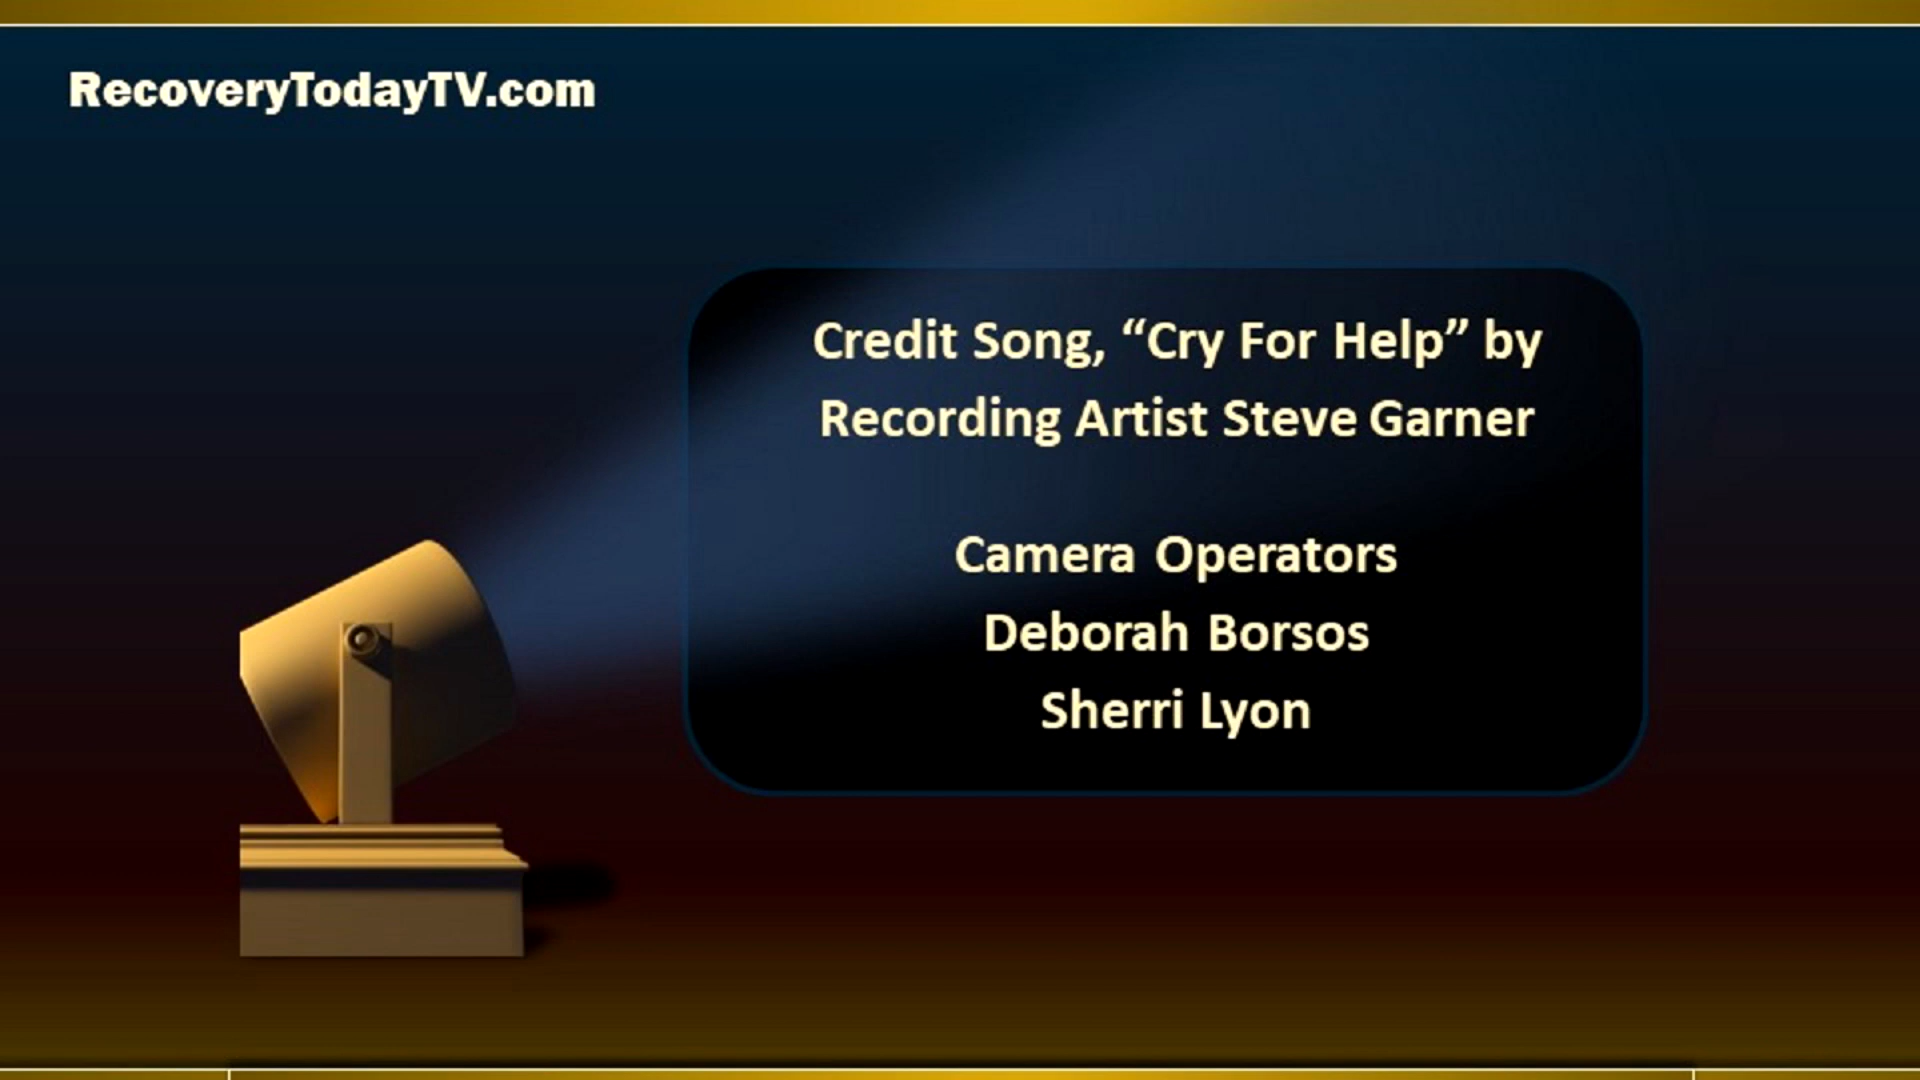 RecoveryTodayTV.com
Credit Song, “Cry For Help” by
Recording Artist Steve Garner
Camera Operators
Deborah Borsos
Sherri Lyon